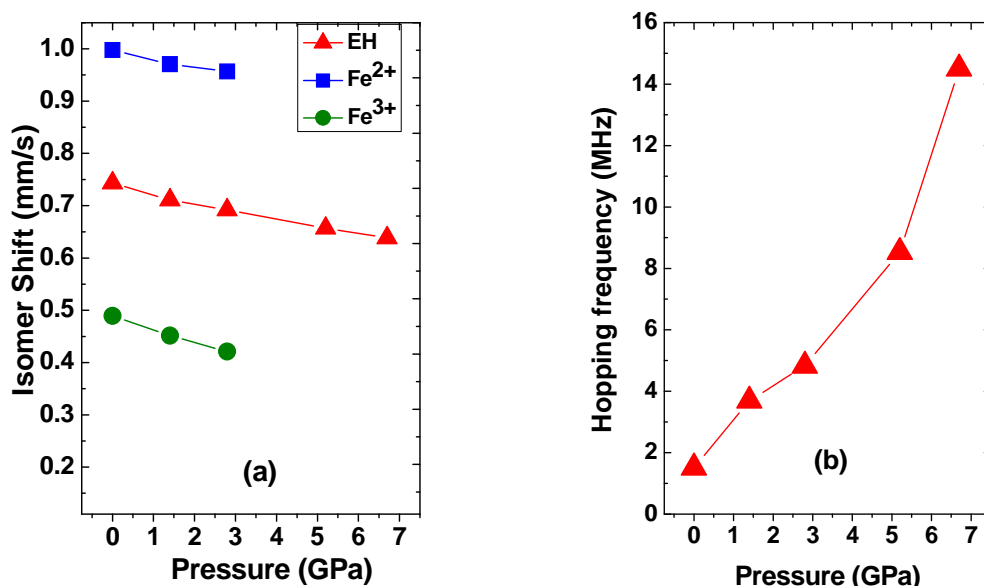 1.0
0.9
0.8
0.7
0.6
0.5
0.4
0.3
0.2
Isomer Shift (mm/s)
EH
Fe²⁺
Fe³⁺
(a)
0 1 2 3 4 5 6 7
Pressure (GPa)
16
14
12
10
8
6
4
2
0
Hopping frequency (MHz)
(b)
0 1 2 3 4 5 6 7
Pressure (GPa)